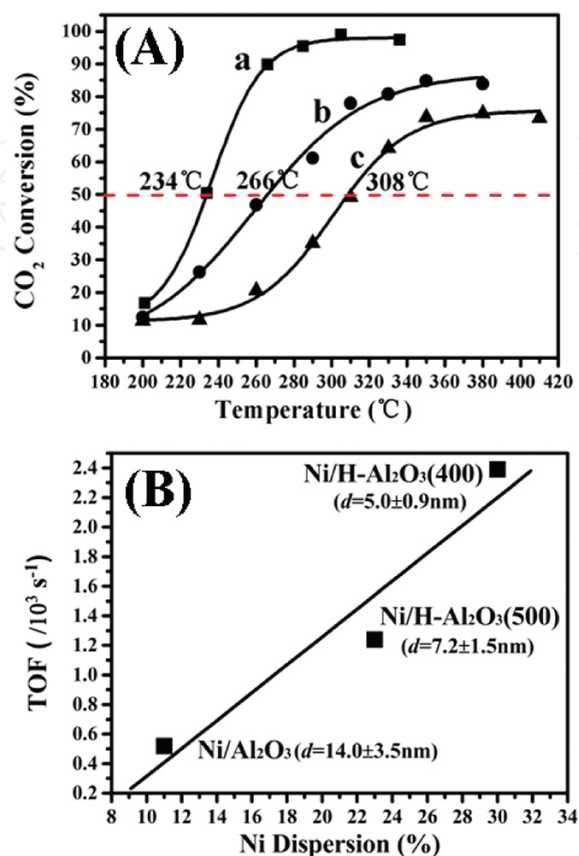 (A)
a
b
c
234℃
266℃
308℃
100
90
80
70
60
50
40
30
20
10
0
CO₂ Conversion (%)
180 200 220 240 260 280 300 320 340 360 380 400 420
Temperature (℃)
(B)
Ni/H-Al₂O₃(400)
(d=5.0±0.9nm)
Ni/H-Al₂O₃(500)
(d=7.2±1.5nm)
Ni/Al₂O₃ (d=14.0±3.5nm)
2.4
2.2
2.0
1.8
1.6
1.4
1.2
1.0
0.8
0.6
0.4
0.2
TOF ( /10³ s⁻¹)
8 10 12 14 16 18 20 22 24 26 28 30 32 34
Ni Dispersion (%)